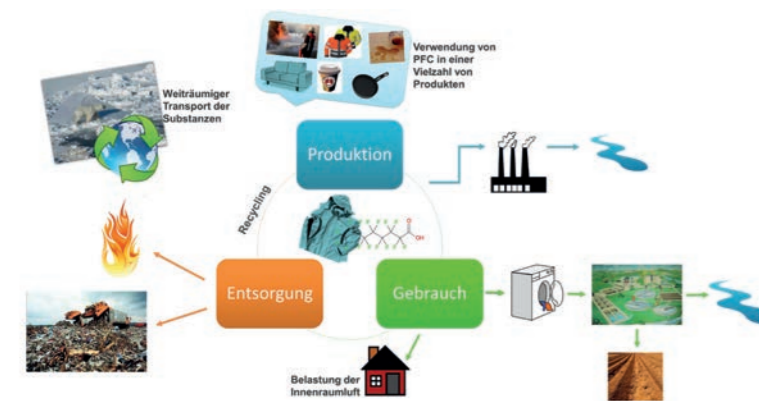 Verwendung von
PFC in einer
Vielzahl von
Produkten
Weiträumiger
Transport der
Substanzen
Produktion
Recycling
F F F F F
O
OH
Entsorgung
Gebrauch
Belastung der
Innenraumluft